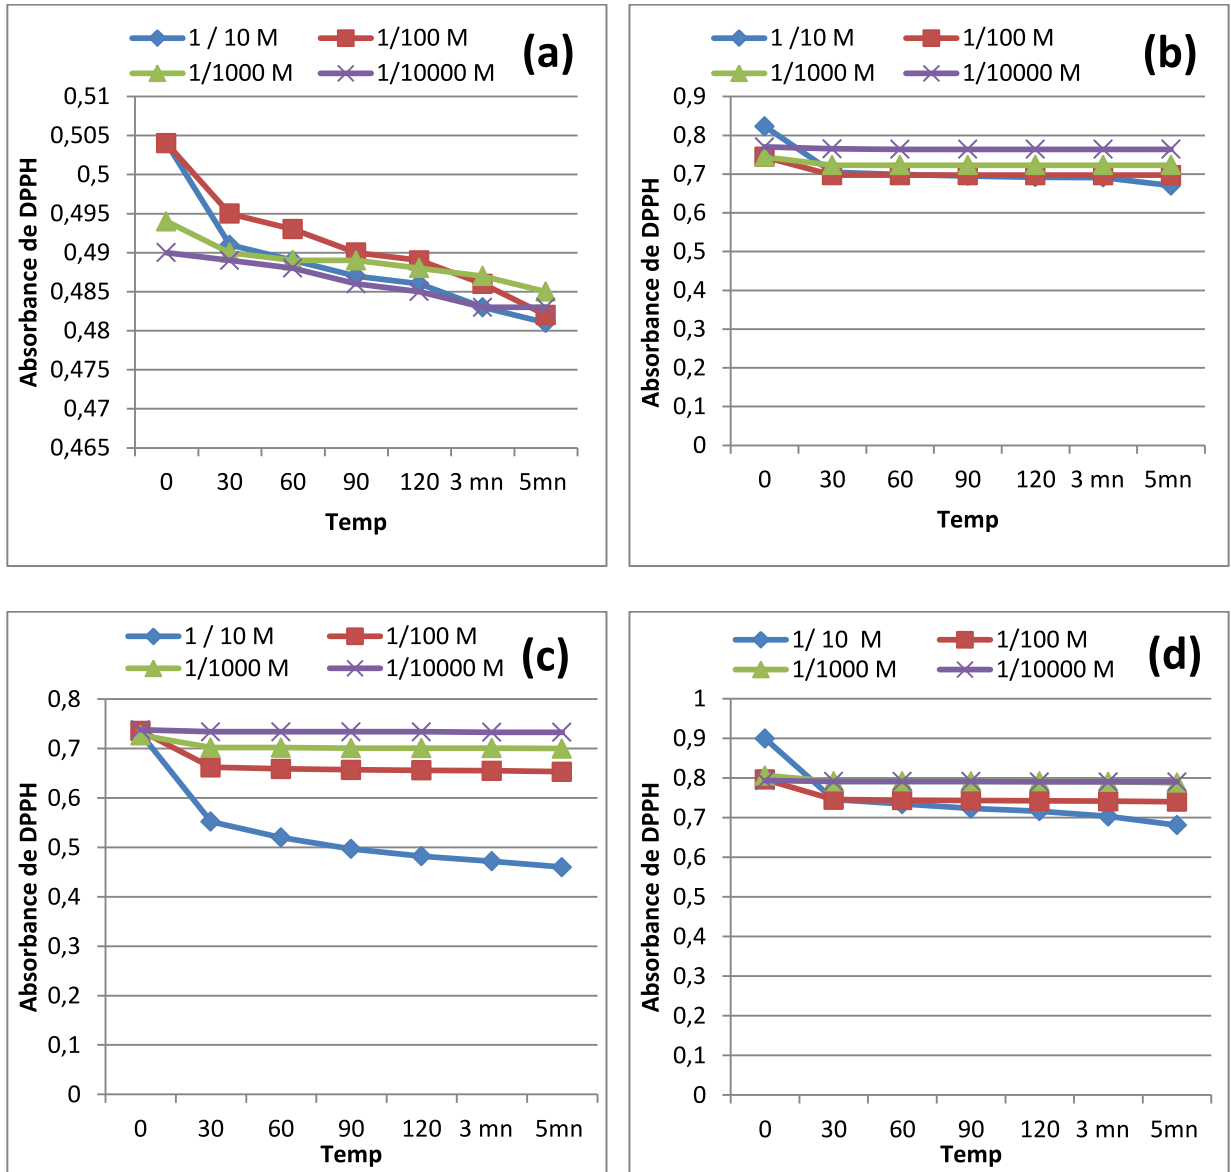 1 / 10 M 1/100 M
1/1000 M 1/10000 M
(a)
0,51
0,505
0,5
0,495
0,49
0,485
0,48
0,475
0,47
0,465
Absorbance de DPPH
0 30 60 90 120 3 mn 5mn
Temp
1 /10 M 1/100 M
1/1000 M 1/10000 M
(b)
0,9
0,8
0,7
0,6
0,5
0,4
0,3
0,2
0,1
0
Absorbance de DPPH
0 30 60 90 120 3 mn 5mn
Temp
1 / 10 M 1/100 M
1/1000 M 1/10000 M
(c)
0,8
0,7
0,6
0,5
0,4
0,3
0,2
0,1
0
Absorbance de DPPH
0 30 60 90 120 3 mn 5mn
Temp
1/ 10 M 1/100 M
1/1000 M 1/10000 M
(d)
1
0,9
0,8
0,7
0,6
0,5
0,4
0,3
0,2
0,1
0
Absorbance de DPPH
0 30 60 90 120 3 mn 5mn
Temp